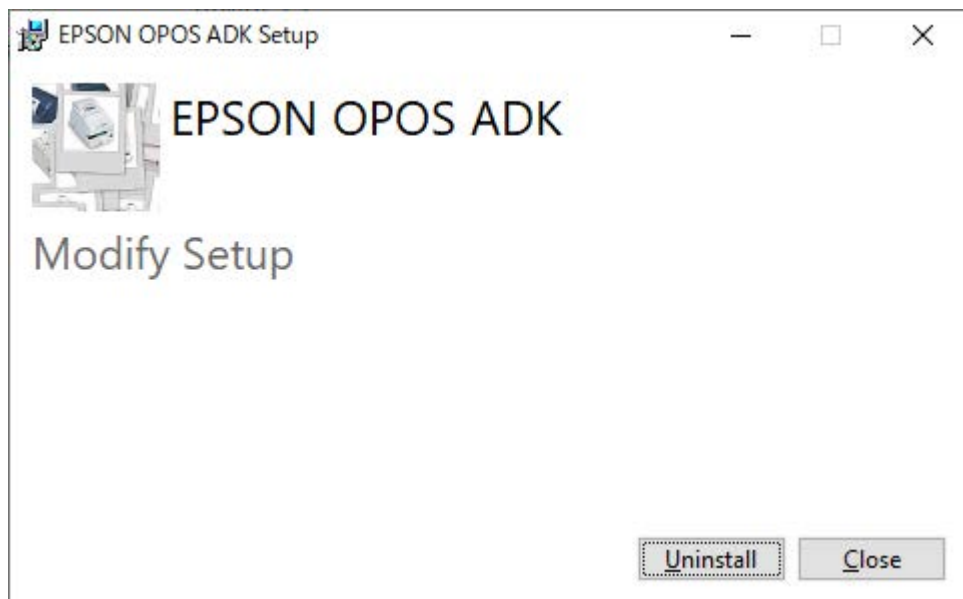 EPSON OPOS ADK Setup
EPSON OPOS ADK
Modify Setup
Uninstall Close